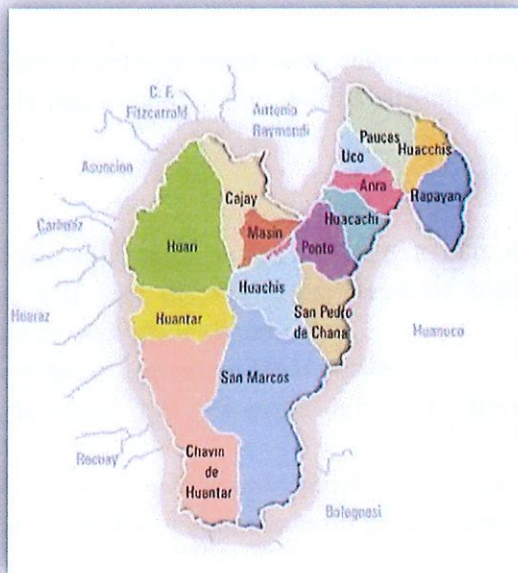 C. F.
Fitzcarrald
Antonio
Raymondi
Asuncion
Carhuaz
Huaraz
Recuay
Bolognesi
Huanuco
Paucas
Huacchis
Uco
Anra
Rapayan
Cajay
Huacachi
Masin
Ponto
Huari
Huachis
Huantar
San Pedro
de Chana
San Marcos
Chavin
de
Huantar